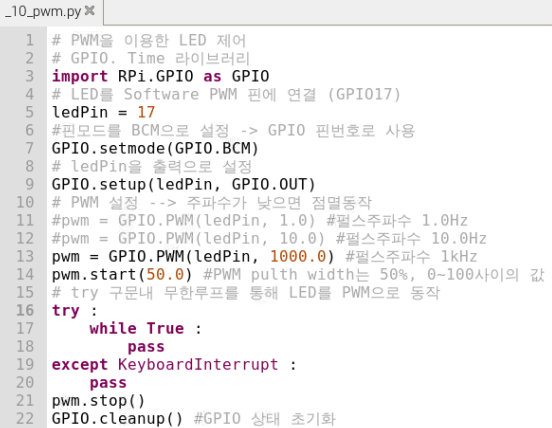 _10_pwm.py
1 # PWM을 이용한 LED 제어
2 # GPIO. Time 라이브러리
3 import RPi.GPIO as GPIO
4 # LED를 Software PWM 핀에 연결 (GPIO17)
5 ledPin = 17
6 #핀모드를 BCM으로 설정 -> GPIO 핀번호로 사용
7 GPIO.setmode(GPIO.BCM)
8 # ledPin을 출력으로 설정
9 GPIO.setup(ledPin, GPIO.OUT)
10 # PWM 설정 --> 주파수가 낮으면 점멸동작
11 #pwm = GPIO.PWM(ledPin, 1.0) #펄스주파수 1.0Hz
12 #pwm = GPIO.PWM(ledPin, 10.0) #펄스주파수 10.0Hz
13 pwm = GPIO.PWM(ledPin, 1000.0) #펄스주파수 1kHz
14 pwm.start(50.0) #PWM pulth width는 50%, 0~100사이의 값
15 # try 구문내 무한루프를 통해 LED를 PWM으로 동작
16 try :
17     while True :
18         pass
19 except KeyboardInterrupt :
20     pass
21 pwm.stop()
22 GPIO.cleanup() #GPIO 상태 초기화